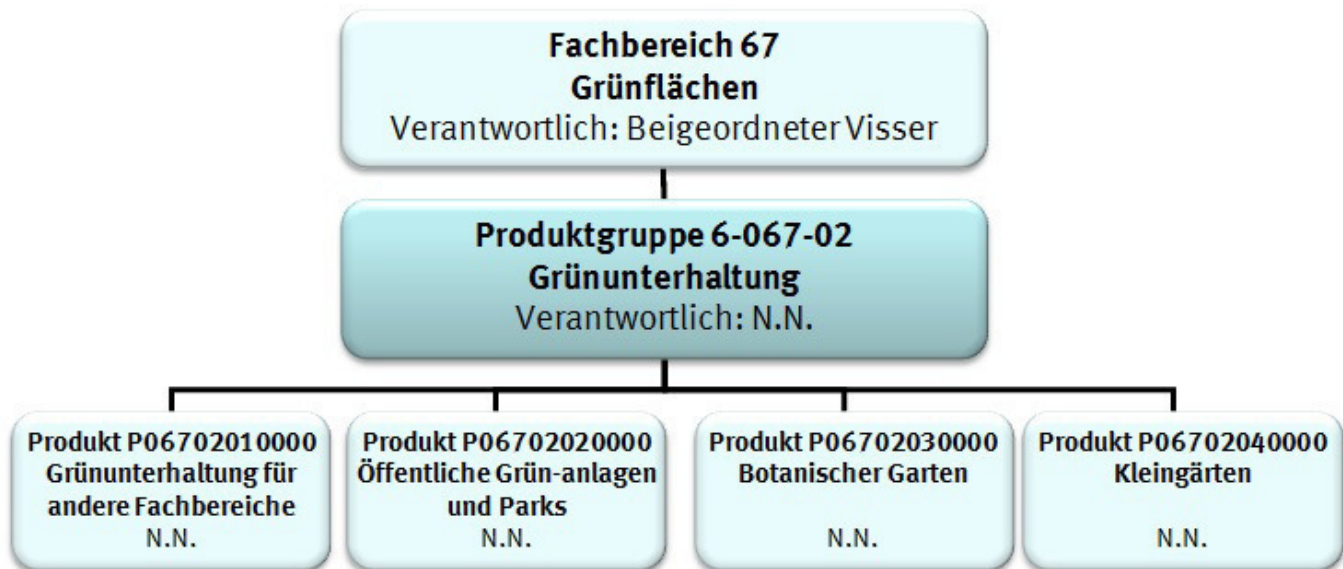 Fachbereich 67
Grünflächen
Verantwortlich: Beigeordneter Visser
Produktgruppe 6-067-02
Grünunterhaltung
Verantwortlich: N.N.
Produkt P06702010000
Grünunterhaltung für
andere Fachbereiche
N.N.
Produkt P06702020000
Öffentliche Grün-anlagen
und Parks
N.N.
Produkt P06702030000
Botanischer Garten
N.N.
Produkt P06702040000
Kleingärten
N.N.